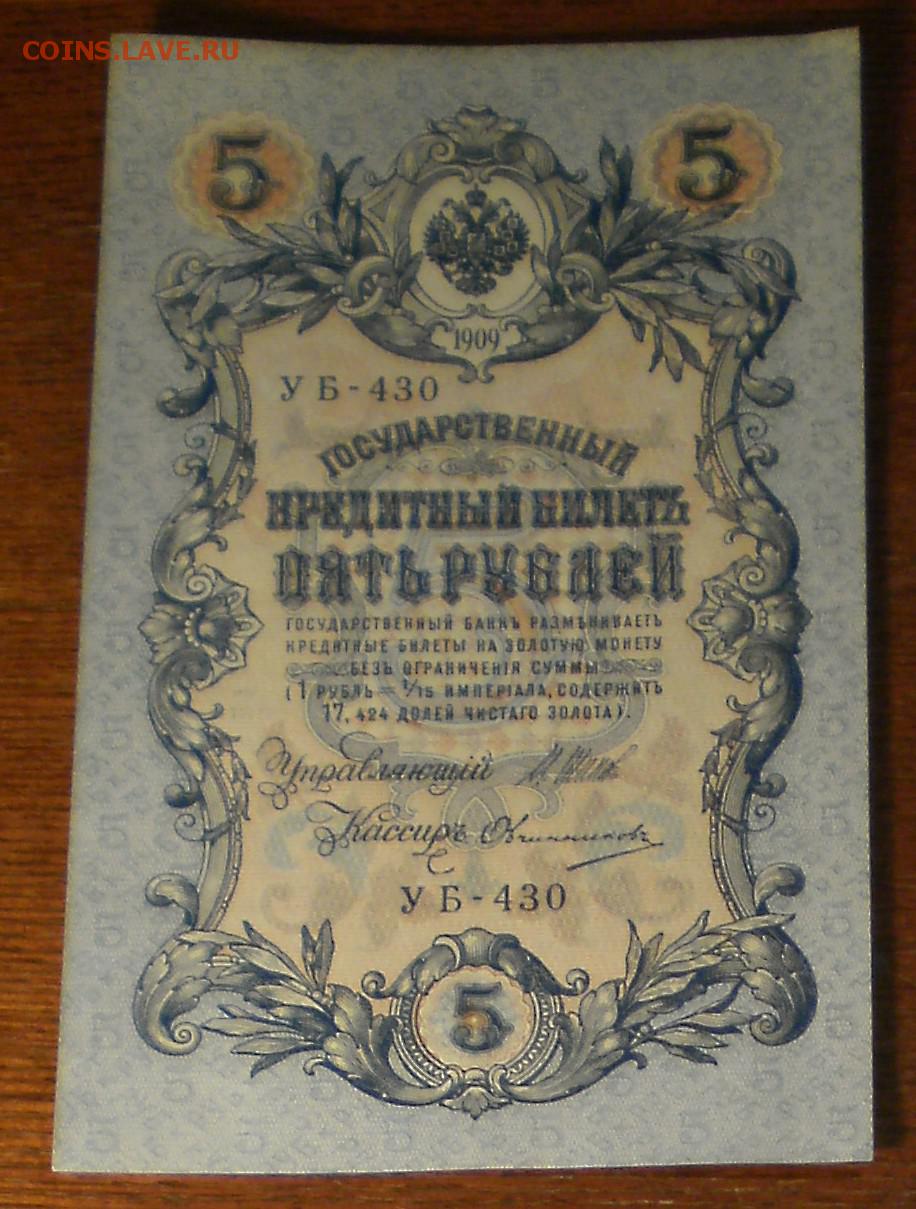 COINS.LAVE.RU
5 5
1909
УБ-430
ГОСУДАРСТВЕННЫЙ
КРЕДИТНЫЙ БИЛЕТЪ
ПЯТЬ РУБЛЕЙ
ГОСУДАРСТВЕННЫЙ БАНКЪ РАЗМѢНИВАЕТЪ
КРЕДИТНЫЕ БИЛЕТЫ НА ЗОЛОТУЮ МОНЕТУ
БЕЗЪ ОГРАНИЧЕНІЯ СУММЫ
(1 РУБЛЬ = 1/15 ИМПЕРІАЛА, СОДЕРЖИТЪ
17,424 ДОЛЕЙ ЧИСТАГО ЗОЛОТА).
Управляющій
Кассиръ Овчинниковъ
УБ-430
5